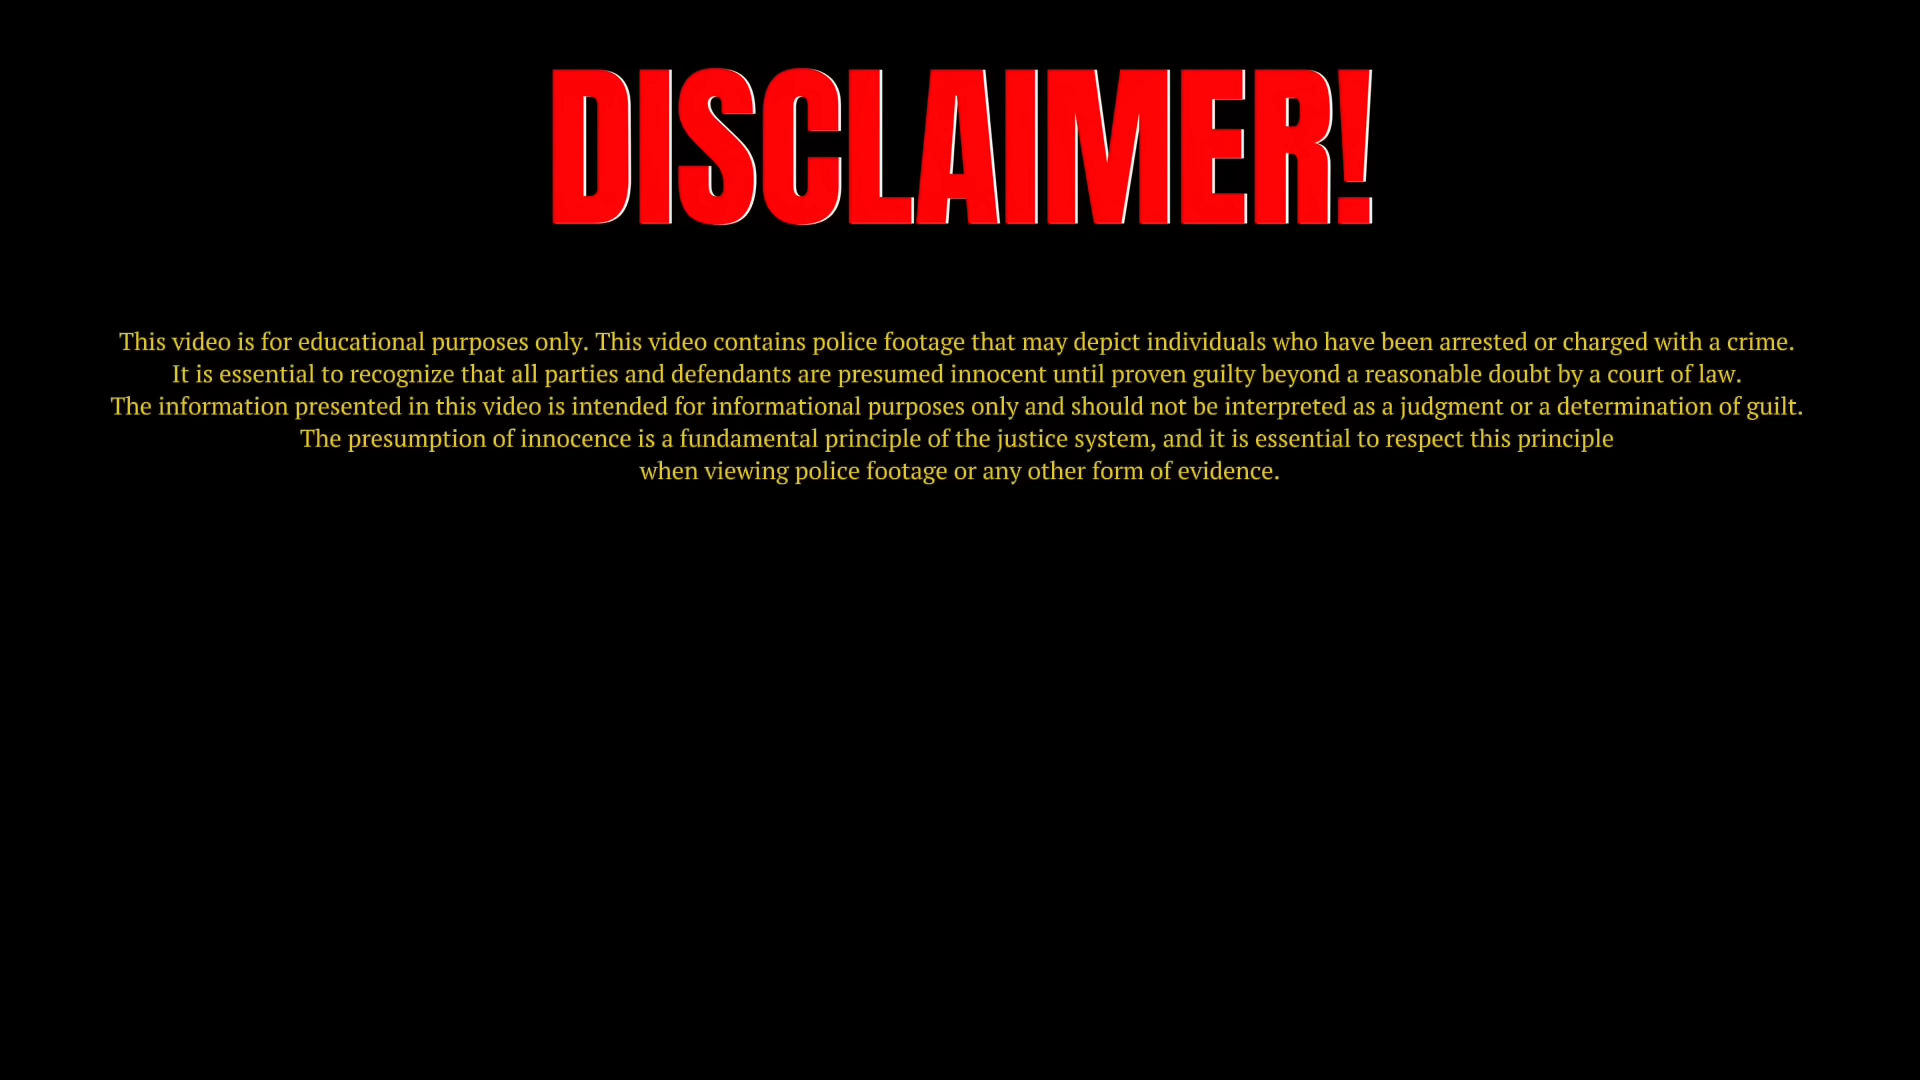 DISCLAIMER!
This video is for educational purposes only. This video contains police footage that may depict individuals who have been arrested or charged with a crime.
It is essential to recognize that all parties and defendants are presumed innocent until proven guilty beyond a reasonable doubt by a court of law.
The information presented in this video is intended for informational purposes only and should not be interpreted as a judgment or a determination of guilt.
The presumption of innocence is a fundamental principle of the justice system, and it is essential to respect this principle
when viewing police footage or any other form of evidence.